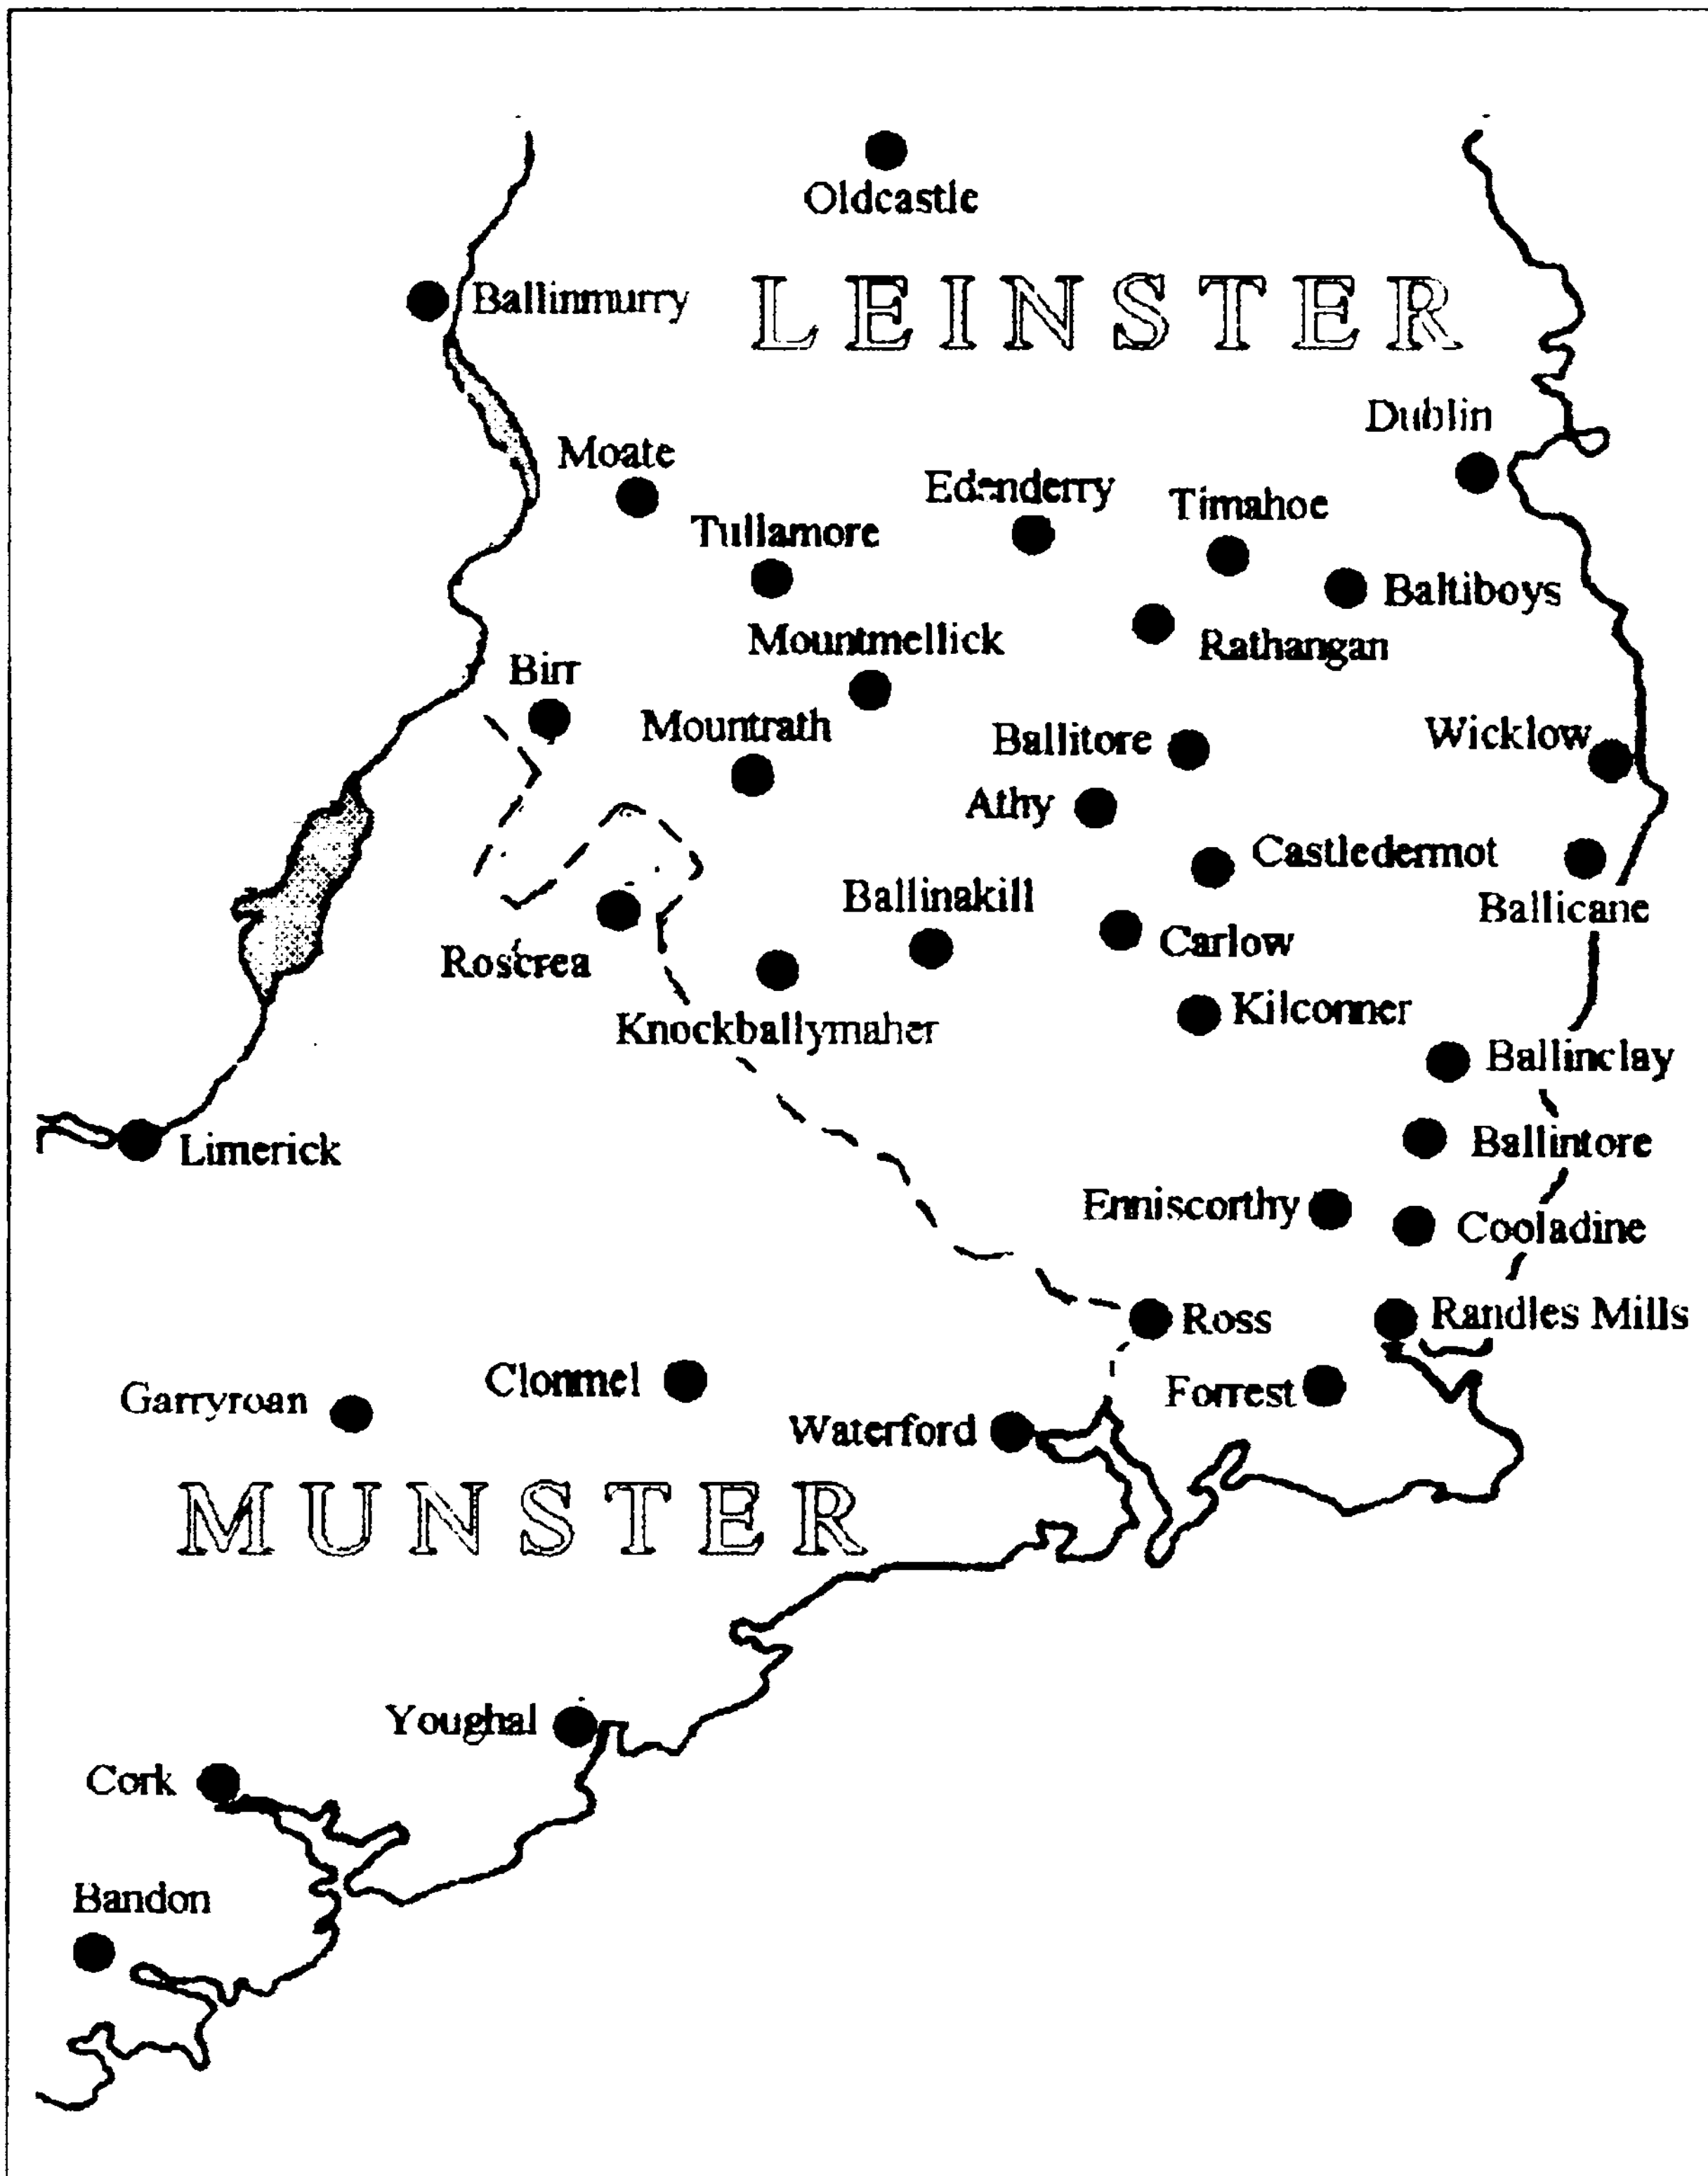 Oldcastle
Ballinmurry
LEINSTER
Dublin
Moate
Edenderry
Timahoe
Tullamore
Baltiboys
Mountmellick
Rathangan
Birr
Mountrath
Ballitore
Wicklow
Athy
Castledermot
Ballinakill
Ballicane
Roscrea
Carlow
Knockballymaher
Kilconner
Ballinclay
Limerick
Ballintore
Enniscorthy
Cooladine
Ross
Randles Mills
Clonmel
Garryroan
Forrest
Waterford
MUNSTER
Youghal
Cork
Bandon